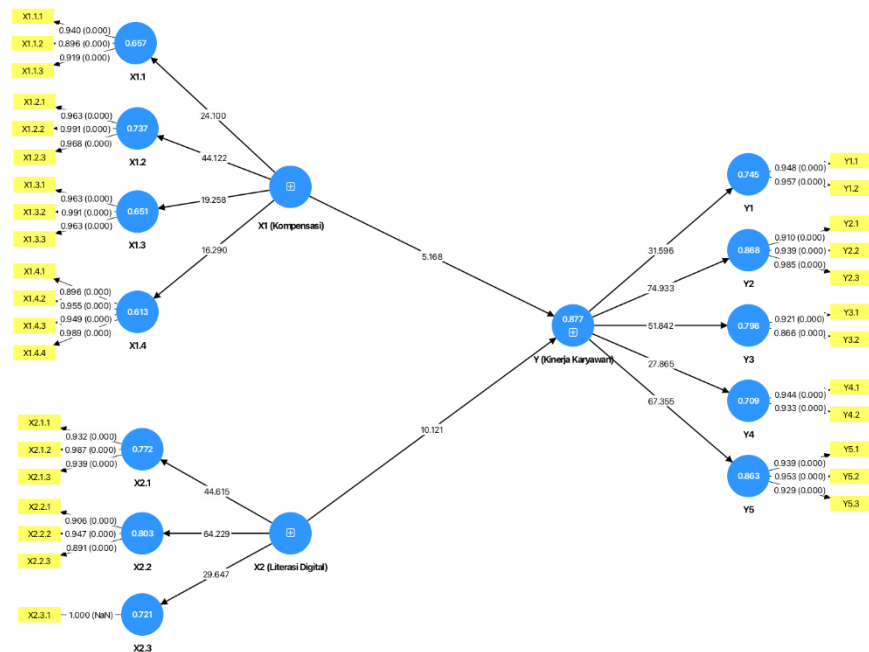 X1.1.1
X1.1.2
X1.1.3
0.940 (0.000)
0.896 (0.000)
0.919 (0.000)
0.657
X1.1
X1.2.1
X1.2.2
X1.2.3
0.963 (0.000)
0.991 (0.000)
0.968 (0.000)
0.737
X1.2
X1.3.1
X1.3.2
X1.3.3
0.963 (0.000)
0.991 (0.000)
0.963 (0.000)
0.651
X1.3
X1.4.1
X1.4.2
X1.4.3
X1.4.4
0.896 (0.000)
0.955 (0.000)
0.949 (0.000)
0.989 (0.000)
0.613
X1.4
24.100
44.122
19.258
16.290
X1 (Kompensasi)
5.168
X2.1.1
X2.1.2
X2.1.3
0.932 (0.000)
0.987 (0.000)
0.939 (0.000)
0.772
X2.1
X2.2.1
X2.2.2
X2.2.3
0.906 (0.000)
0.947 (0.000)
0.891 (0.000)
0.803
X2.2
X2.3.1
1.000 (NaN)
0.721
X2.3
44.615
64.229
29.647
X2 (Literasi Digital)
10.121
0.877
Y (Kinerja Karyawan)
31.596
74.933
51.842
27.865
67.355
0.745
Y1
0.948 (0.000)
0.957 (0.000)
Y1.1
Y1.2
0.868
Y2
0.910 (0.000)
0.939 (0.000)
0.985 (0.000)
Y2.1
Y2.2
Y2.3
0.798
Y3
0.921 (0.000)
0.866 (0.000)
Y3.1
Y3.2
0.709
Y4
0.944 (0.000)
0.933 (0.000)
Y4.1
Y4.2
0.863
Y5
0.939 (0.000)
0.953 (0.000)
0.929 (0.000)
Y5.1
Y5.2
Y5.3